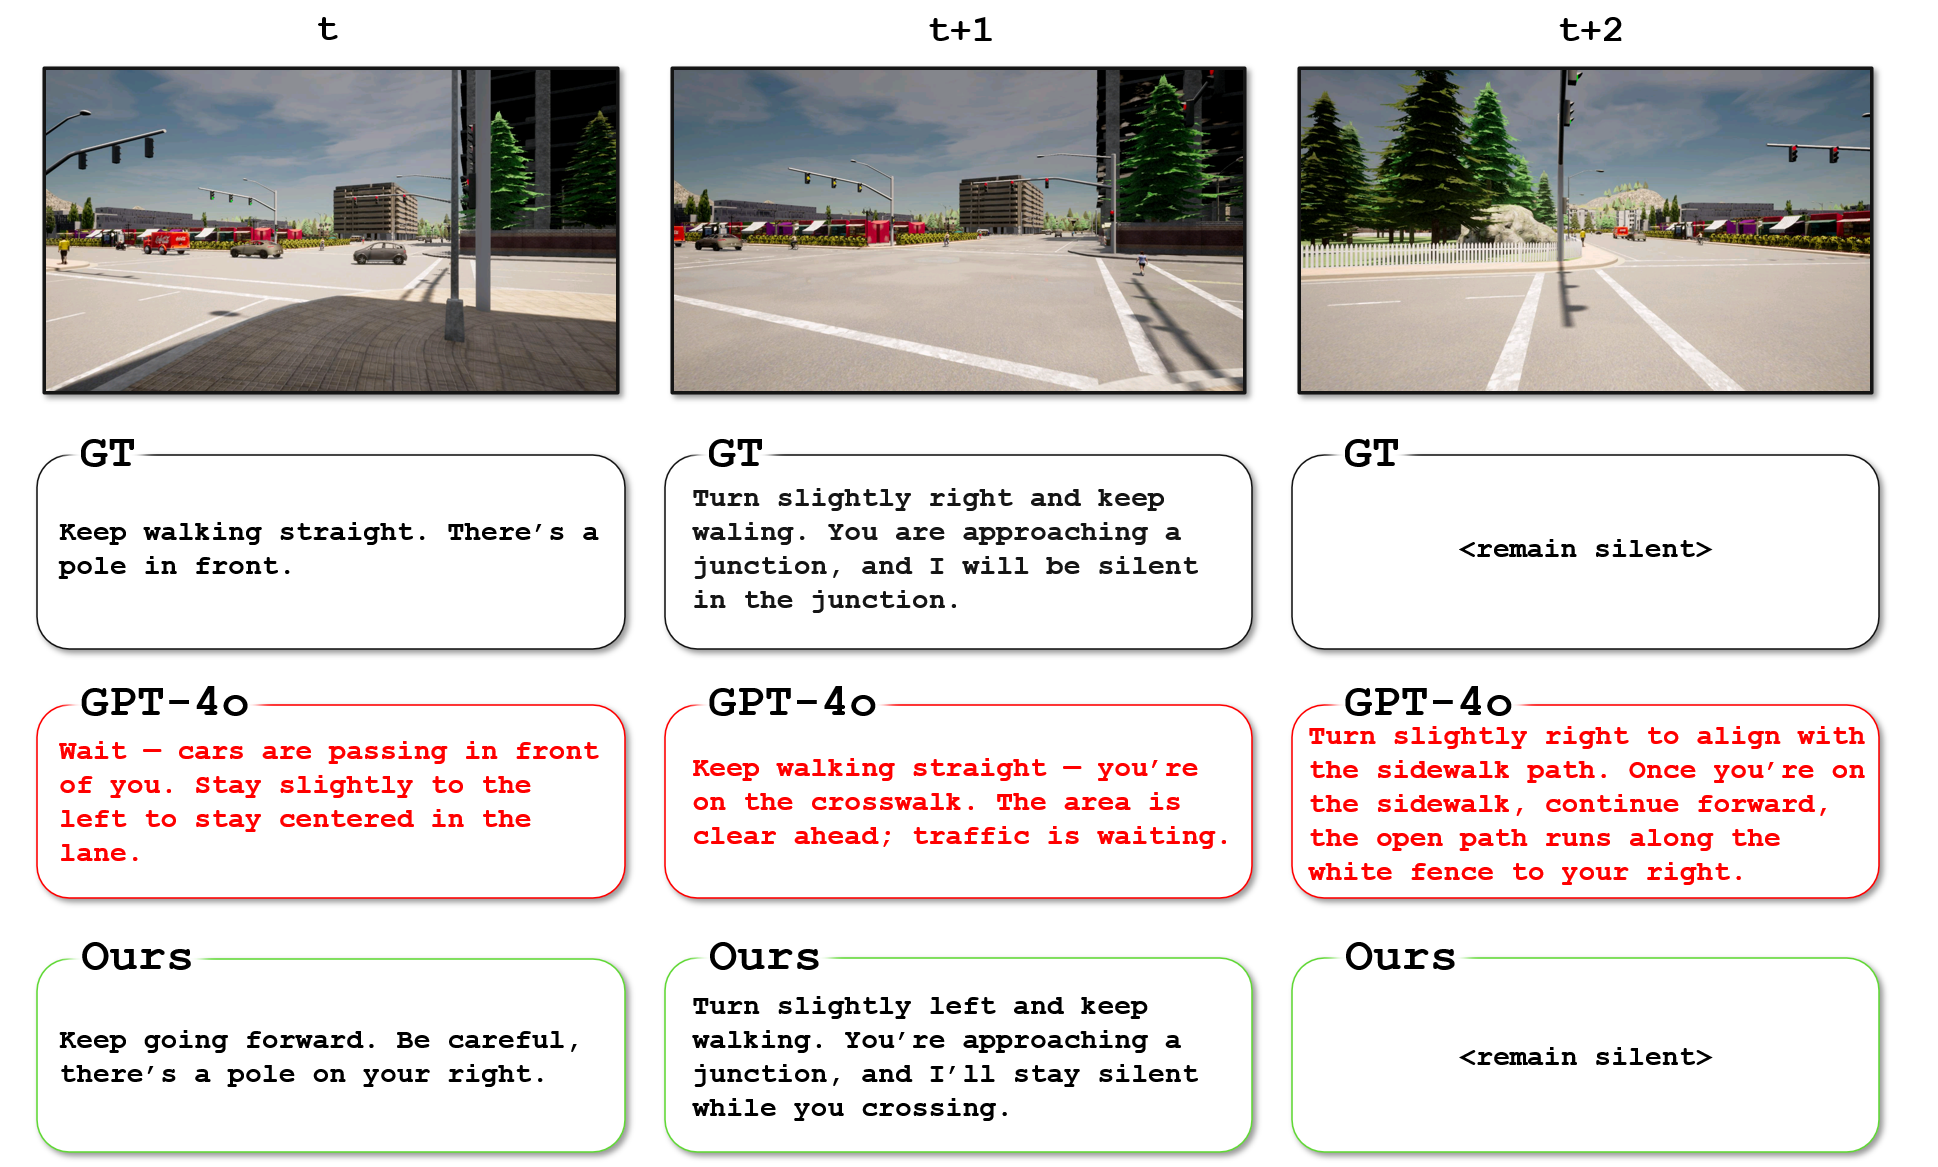 t
t+1
t+2
GT
Keep walking straight. There's a
pole in front.
GT
Turn slightly right and keep
waling. You are approaching a
junction, and I will be silent
in the junction.
GT
<remain silent>
GPT-4o
Wait — cars are passing in front
of you. Stay slightly to the
left to stay centered in the
lane.
GPT-4o
Keep walking straight — you're
on the crosswalk. The area is
clear ahead; traffic is waiting.
GPT-4o
Turn slightly right to align with
the sidewalk path. Once you're on
the sidewalk, continue forward,
the open path runs along the
white fence to your right.
Ours
Keep going forward. Be careful,
there's a pole on your right.
Ours
Turn slightly left and keep
walking. You're approaching a
junction, and I'll stay silent
while you crossing.
Ours
<remain silent>